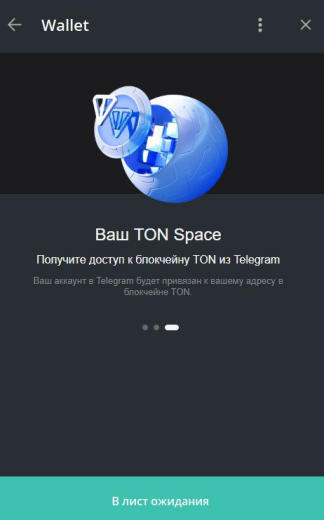 Wallet
Ваш TON Space
Получите доступ к блокчейну TON из Telegram
Ваш аккаунт в Telegram будет привязан к вашему адресу в
блокчейне TON.
В лист ожидания